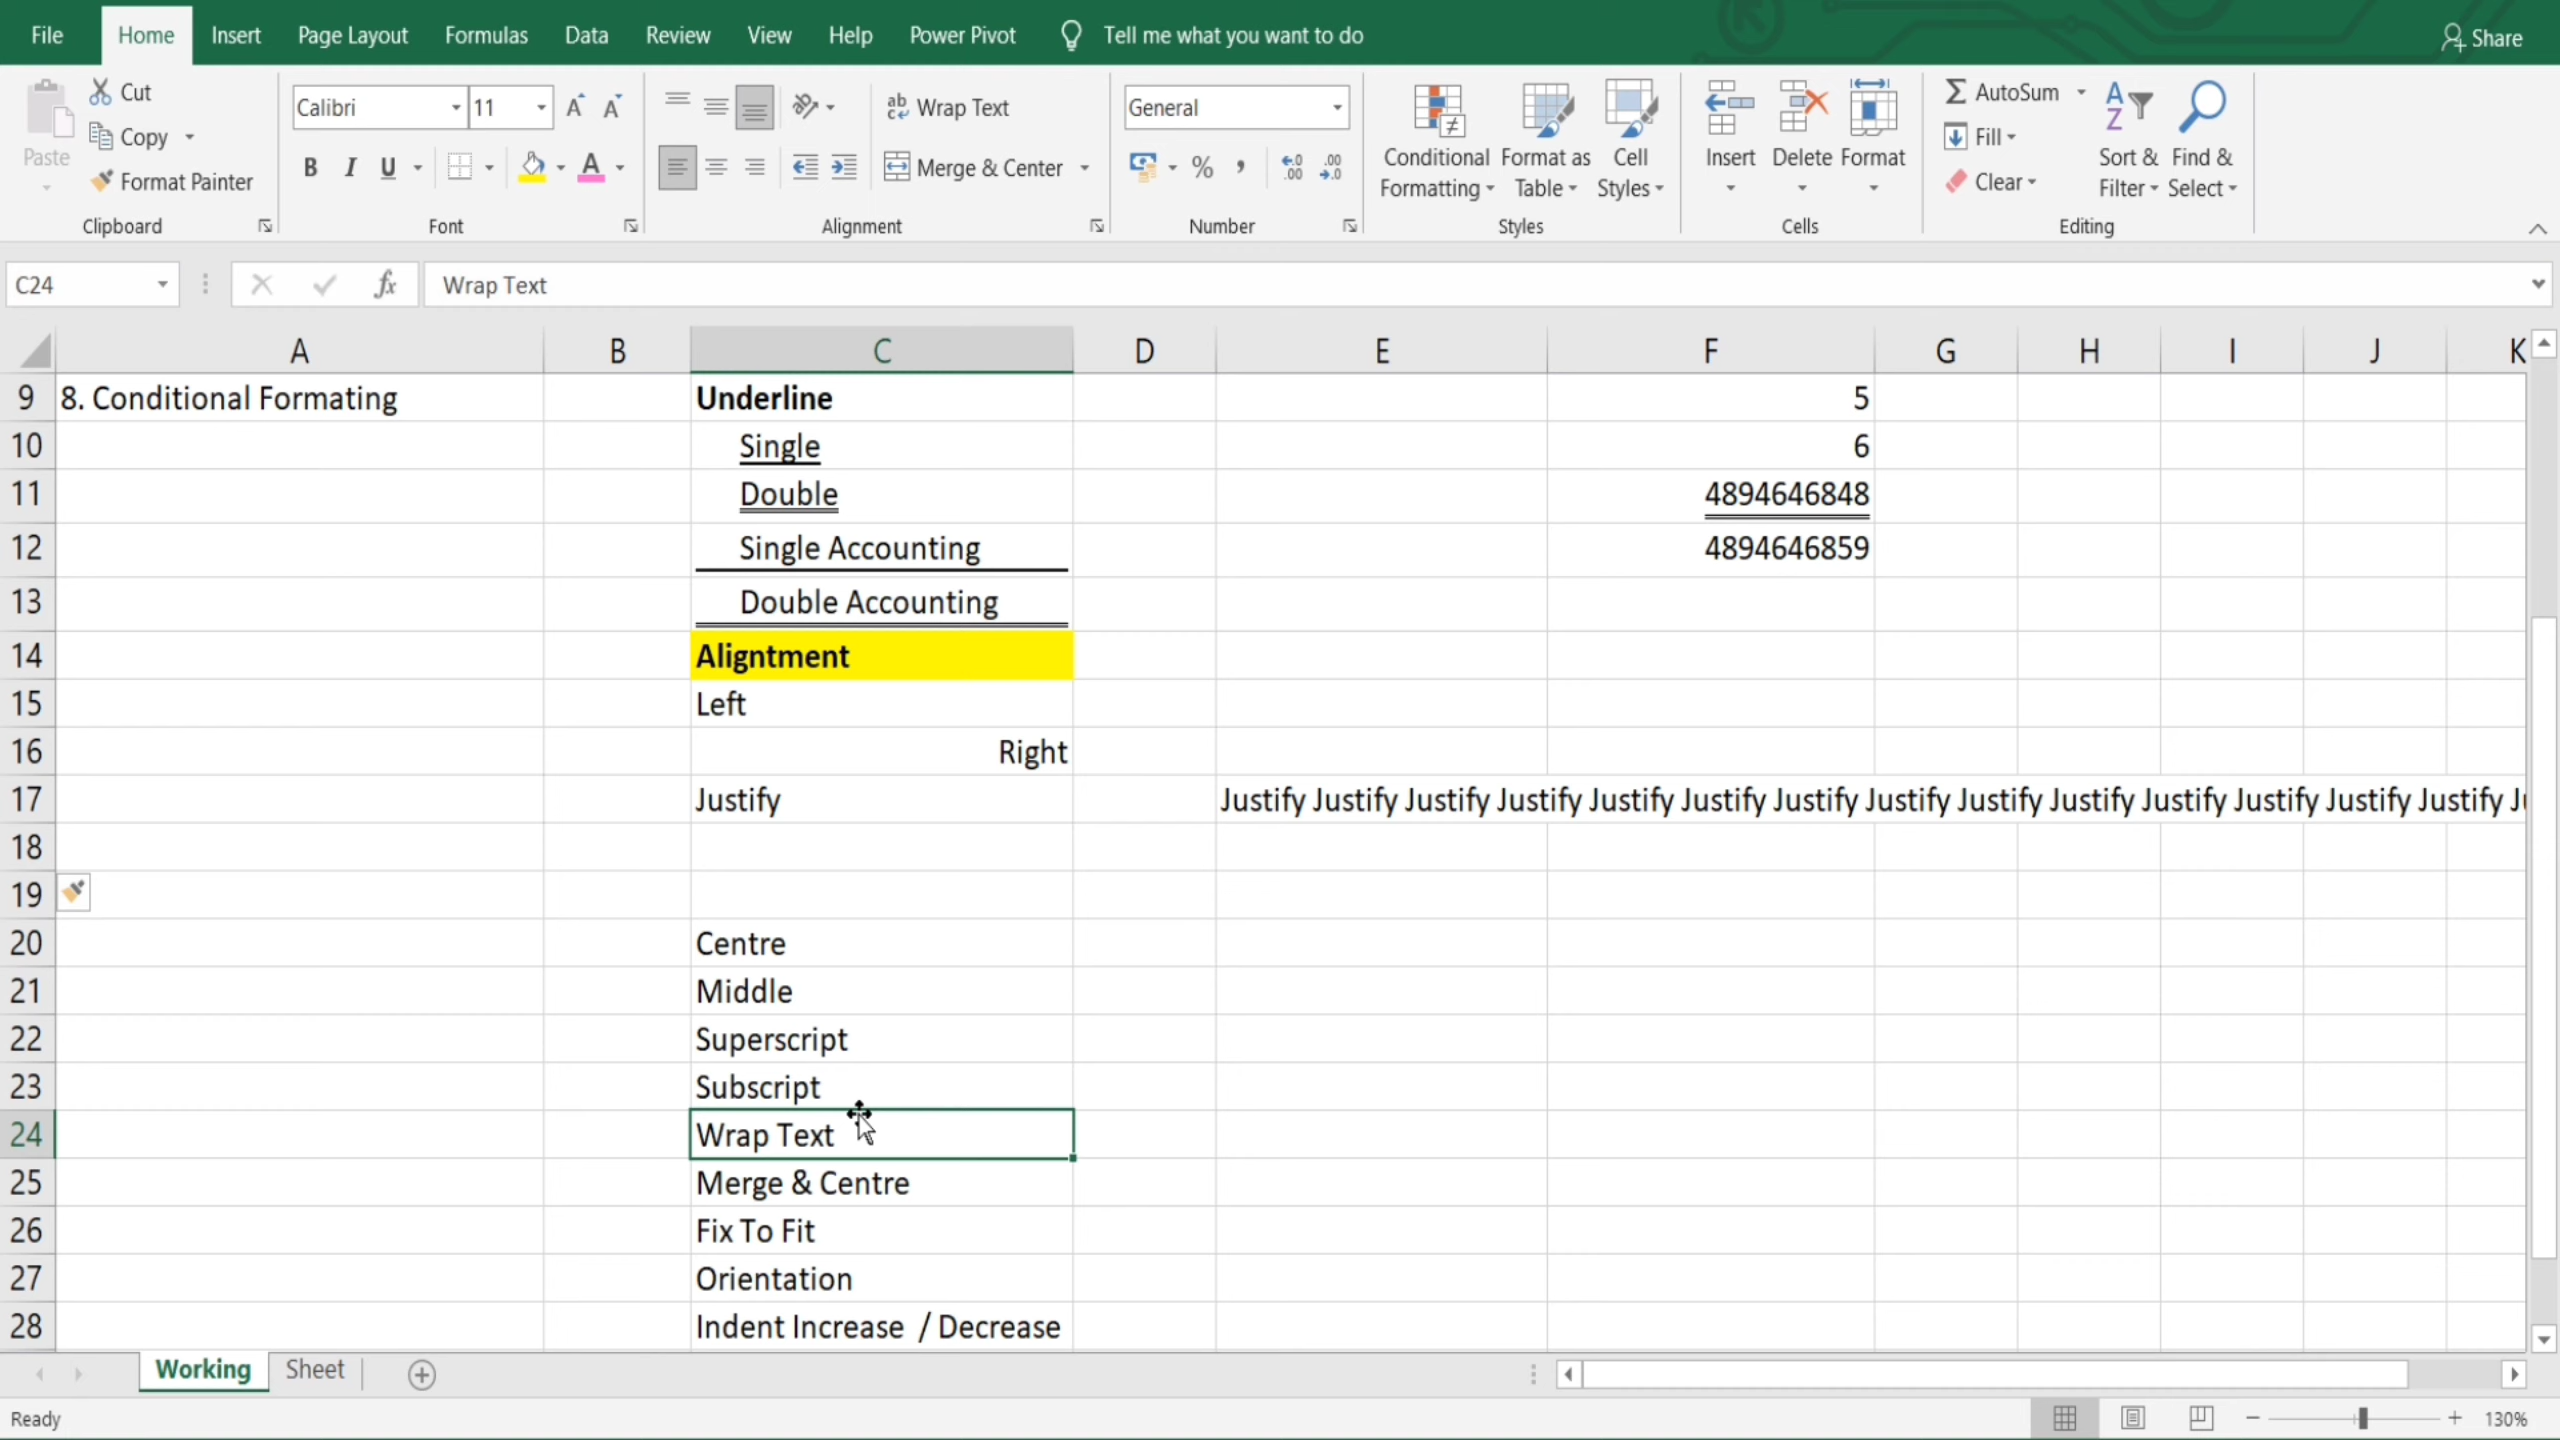 File Home Insert Page Layout Formulas Data Review View Help Power Pivot Tell me what you want to do Share
Paste
Cut
Copy
Format Painter
Clipboard
Calibri 11
B I U A
Font
Wrap Text
Merge & Center
Alignment
General
% ,
Number
Conditional Formatting
Format as Table
Cell Styles
Styles
Insert Delete Format
Cells
AutoSum
Fill
Clear
Sort & Filter
Find & Select
Editing
C24 fx Wrap Text
A B C D E F G H I J K
9 8. Conditional Formating Underline 5
10 Single 6
11 Double 4894646848
12 Single Accounting 4894646859
13 Double Accounting
14 Aligntment
15 Left
16 Right
17 Justify Justify Justify Justify Justify Justify Justify Justify Justify Justify Justify Justify Justify Justify Justify
18
19
20 Centre
21 Middle
22 Superscript
23 Subscript
24 Wrap Text
25 Merge & Centre
26 Fix To Fit
27 Orientation
28 Indent Increase / Decrease
Working Sheet
Ready 130%